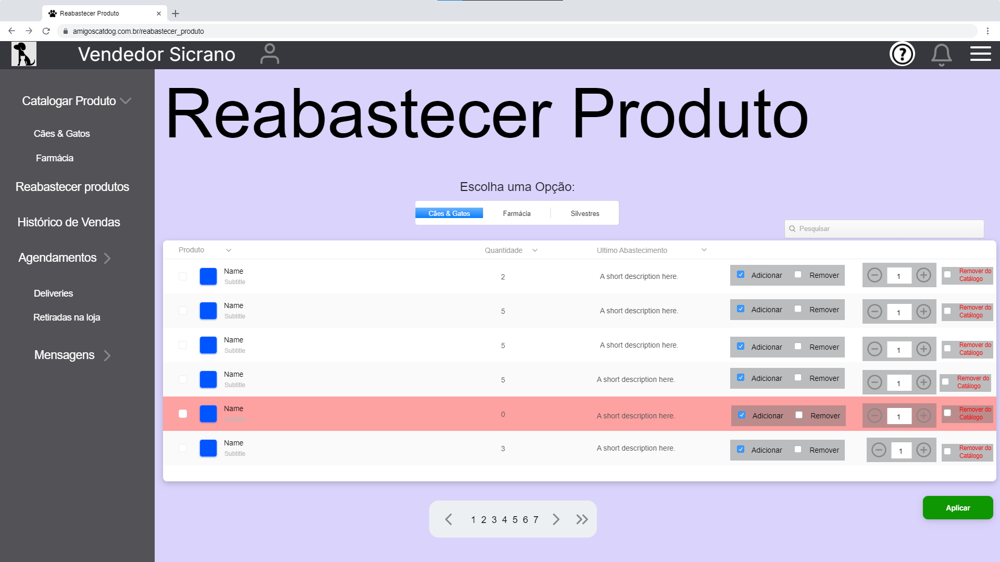 Reabastecer Produto
amigoscatdog.com.br/reabastecer_produto
Vendedor Sicrano
?
Catalogar Produto
Cães & Gatos
Farmácia
Reabastecer produtos
Histórico de Vendas
Agendamentos
Deliveries
Retiradas na loja
Mensagens
Reabastecer Produto
Escolha uma Opção:
Cães & Gatos Farmácia Silvestres
Pesquisar
Produto Quantidade Ultimo Abastecimento
Name
Subtitle
2 A short description here. Adicionar Remover 1 Remover do
Catálogo
Name
Subtitle
5 A short description here. Adicionar Remover 1 Remover do
Catálogo
Name
Subtitle
5 A short description here. Adicionar Remover 1 Remover do
Catálogo
Name
Subtitle
5 A short description here. Adicionar Remover 1 Remover do
Catálogo
Name
Subtitle
0 A short description here. Adicionar Remover 1 Remover do
Catálogo
Name
Subtitle
3 A short description here. Adicionar Remover 1 Remover do
Catálogo
Aplicar
1 2 3 4 5 6 7